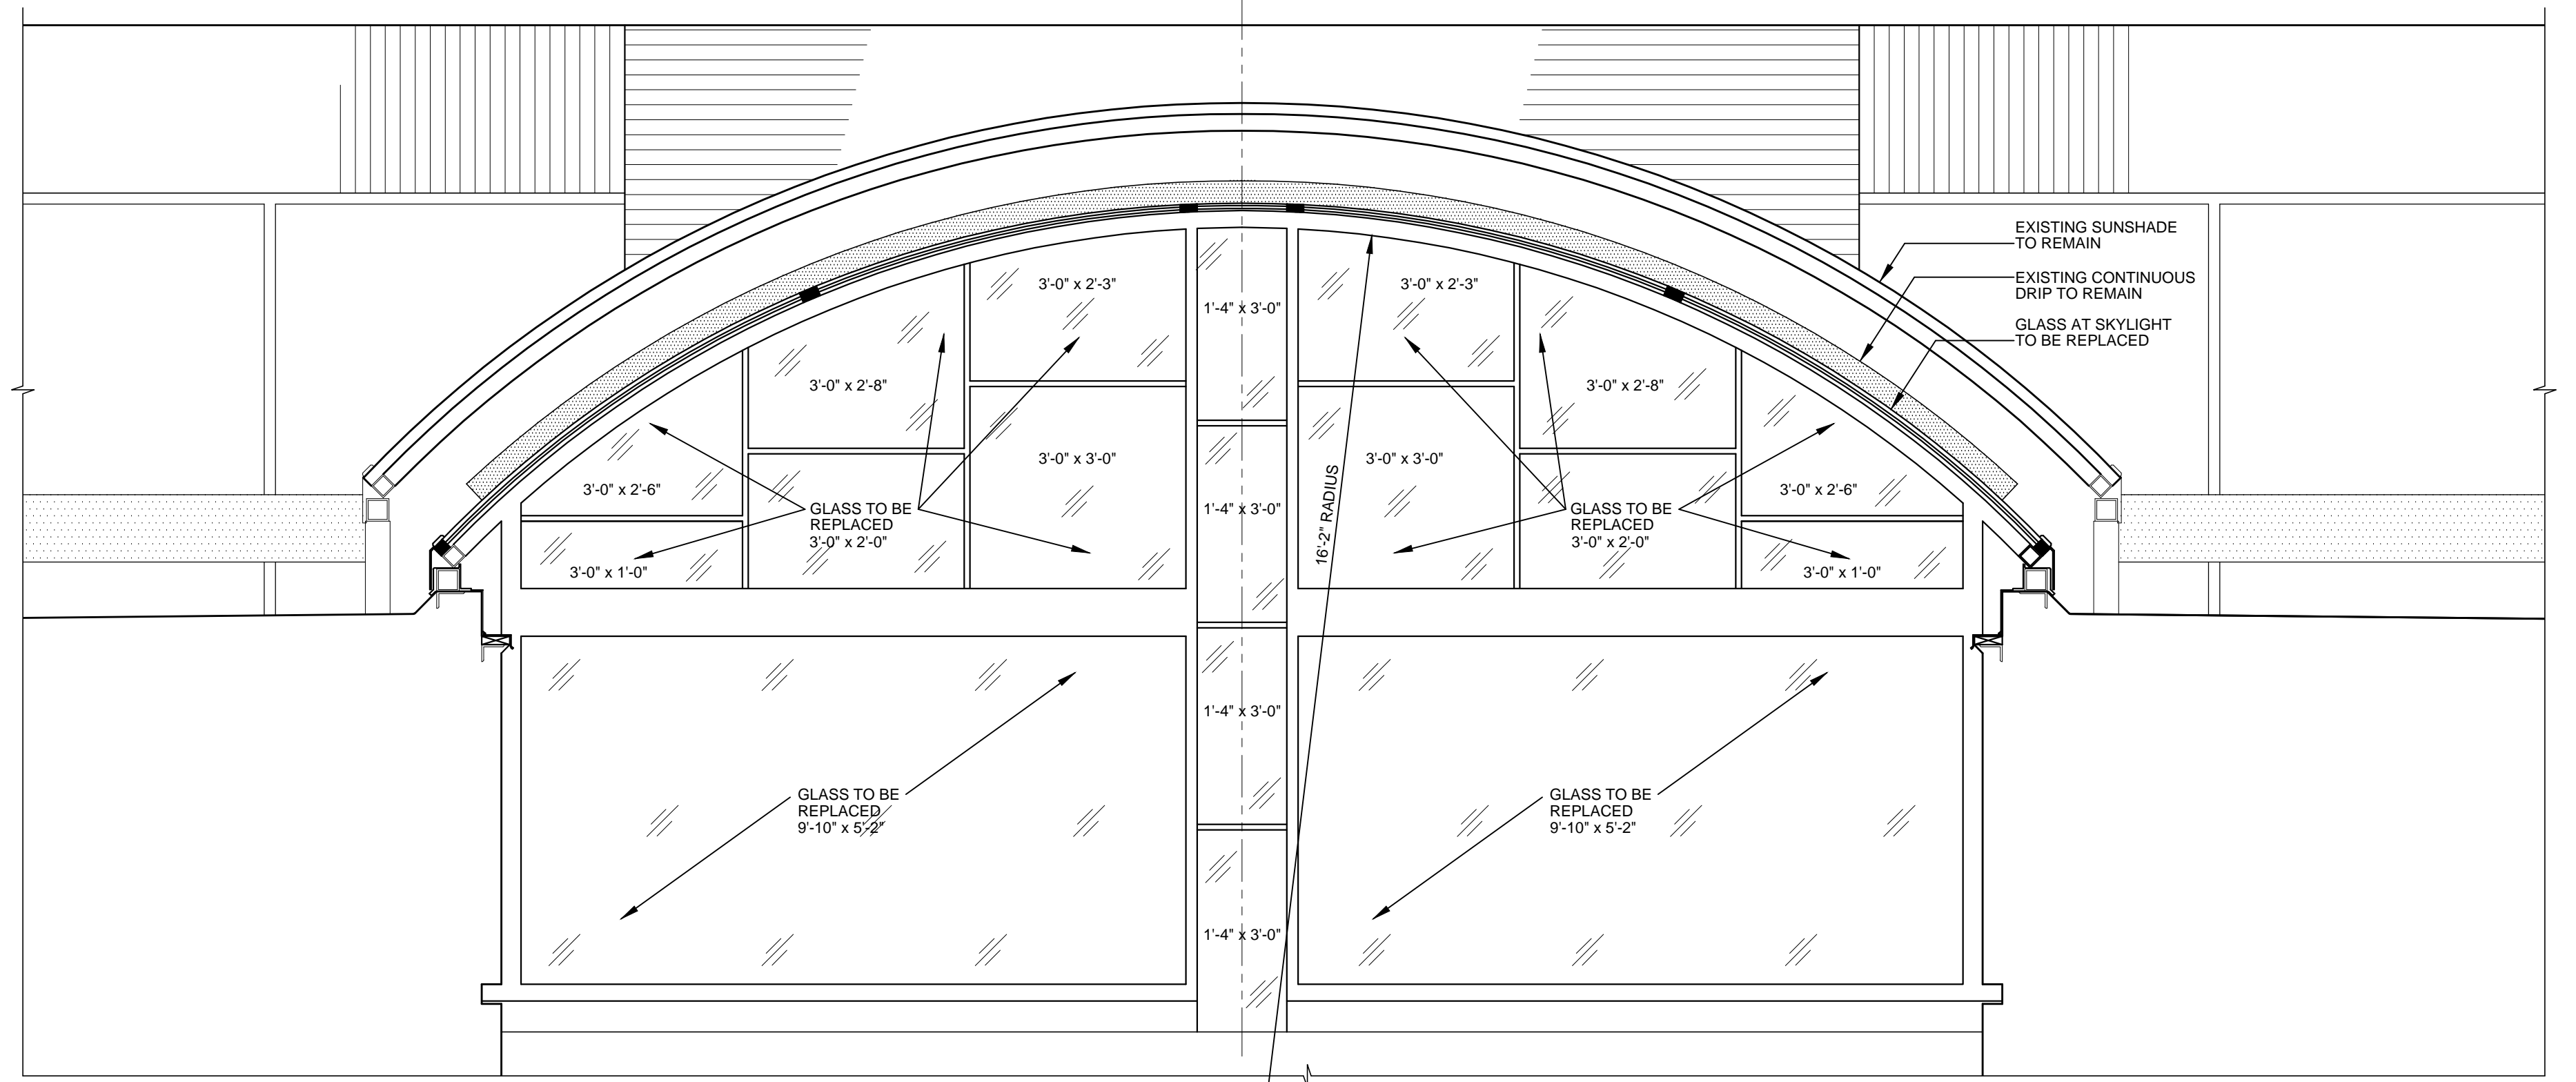 EXISTING SUNSHADE
TO REMAIN
EXISTING CONTINUOUS
DRIP TO REMAIN
GLASS AT SKYLIGHT
TO BE REPLACED
3'-0" x 2'-3"
1'-4" x 3'-0"
3'-0" x 2'-3"
3'-0" x 2'-8"
3'-0" x 2'-8"
3'-0" x 3'-0"
3'-0" x 3'-0"
3'-0" x 2'-6"
3'-0" x 2'-6"
GLASS TO BE
REPLACED
3'-0" x 2'-0"
1'-4" x 3'-0"
16'-2" RADIUS
GLASS TO BE
REPLACED
3'-0" x 2'-0"
3'-0" x 1'-0"
3'-0" x 1'-0"
1'-4" x 3'-0"
GLASS TO BE
REPLACED
9'-10" x 5'-2"
GLASS TO BE
REPLACED
9'-10" x 5'-2"
1'-4" x 3'-0"